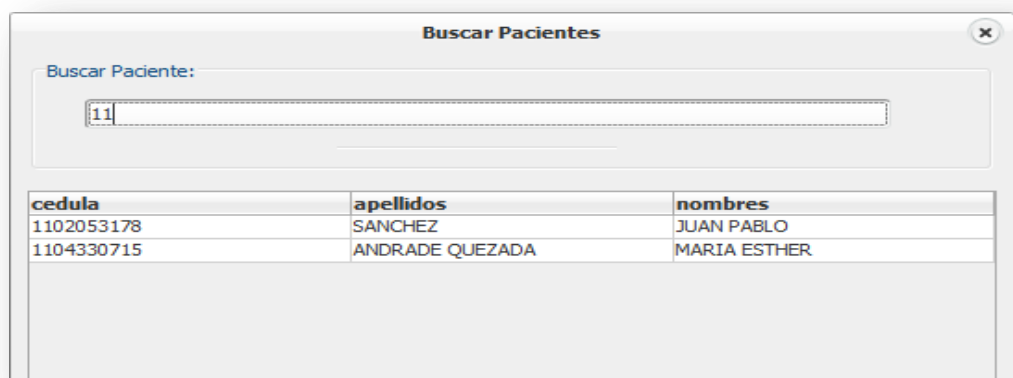 Buscar Pacientes
Buscar Paciente:
11
cedula apellidos nombres
1102053178 SANCHEZ JUAN PABLO
1104330715 ANDRADE QUEZADA MARIA ESTHER